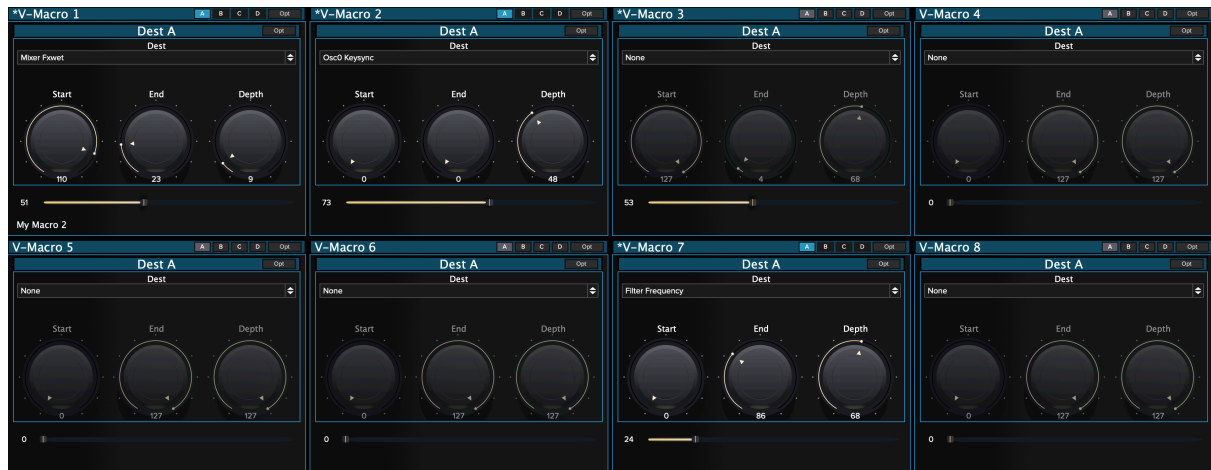 *V-Macro 1 A B C D Opt
Dest A Opt
Dest
Mixer Fxwet
Start End Depth
110 23 9
51
My Macro 2
*V-Macro 2 A B C D Opt
Dest A Opt
Dest
Osc0 Keysync
Start End Depth
0 0 48
73
*V-Macro 3 A B C D Opt
Dest A Opt
Dest
None
Start End Depth
127 4 68
53
V-Macro 4 A B C D Opt
Dest A Opt
Dest
None
Start End Depth
0 127 127
0
V-Macro 5 A B C D Opt
Dest A Opt
Dest
None
Start End Depth
0 127 127
0
V-Macro 6 A B C D Opt
Dest A Opt
Dest
None
Start End Depth
0 127 127
0
*V-Macro 7 A B C D Opt
Dest A Opt
Dest
Filter Frequency
Start End Depth
0 86 68
24
V-Macro 8 A B C D Opt
Dest A Opt
Dest
None
Start End Depth
0 127 127
0